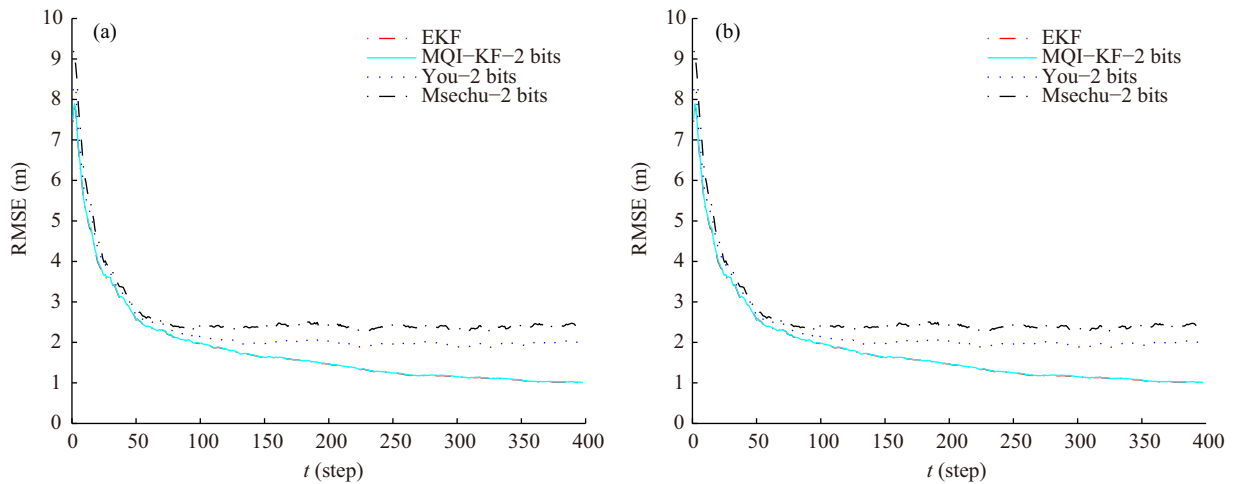 (a)
EKF
MQI−KF−2 bits
You−2 bits
Msechu−2 bits
10
9
8
7
6
5
4
3
2
1
0
RMSE (m)
0 50 100 150 200 250 300 350 400
t (step)
(b)
EKF
MQI−KF−2 bits
You−2 bits
Msechu−2 bits
10
9
8
7
6
5
4
3
2
1
0
RMSE (m)
0 50 100 150 200 250 300 350 400
t (step)